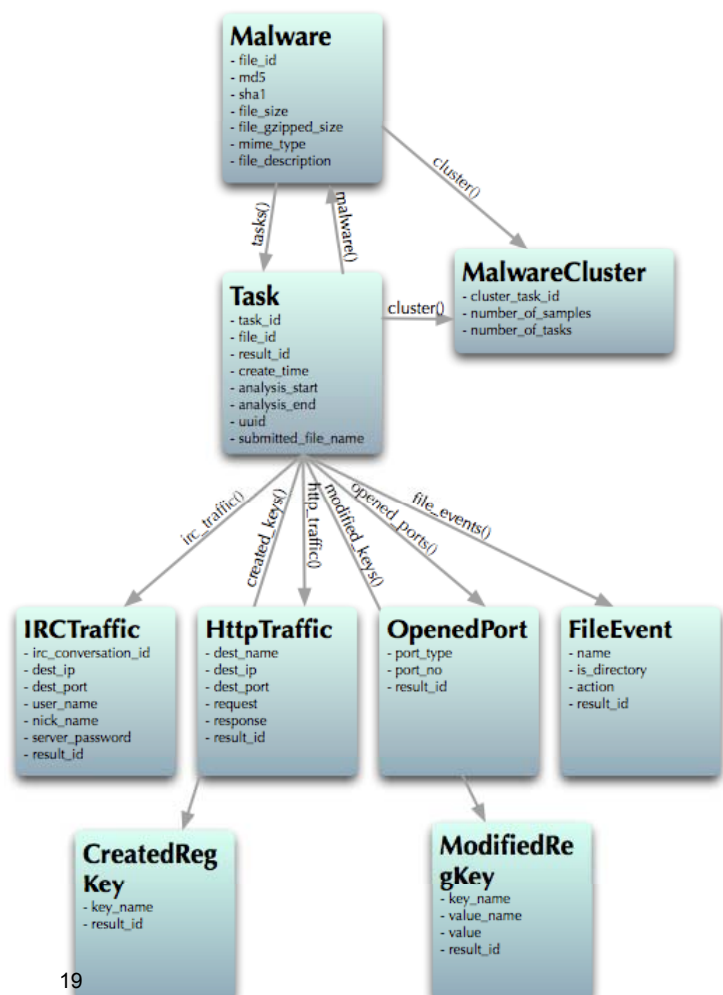 Malware
- file_id
- md5
- sha1
- file_size
- file_gzipped_size
- mime_type
- file_description
cluster()
tasks()
malware()
MalwareCluster
- cluster_task_id
- number_of_samples
- number_of_tasks
Task
- task_id
- file_id
- result_id
- create_time
- analysis_start
- analysis_end
- uuid
- submitted_file_name
cluster()
irc_traffic()
created_keys()
http_traffic()
modified_keys()
opened_ports()
file_events()
IRCTraffic
- irc_conversation_id
- dest_ip
- dest_port
- user_name
- nick_name
- server_password
- result_id
HttpTraffic
- dest_name
- dest_ip
- dest_port
- request
- response
- result_id
OpenedPort
- port_type
- port_no
- result_id
FileEvent
- name
- is_directory
- action
- result_id
CreatedReg
Key
- key_name
- result_id
ModifiedRe
gKey
- key_name
- value_name
- value
- result_id
19